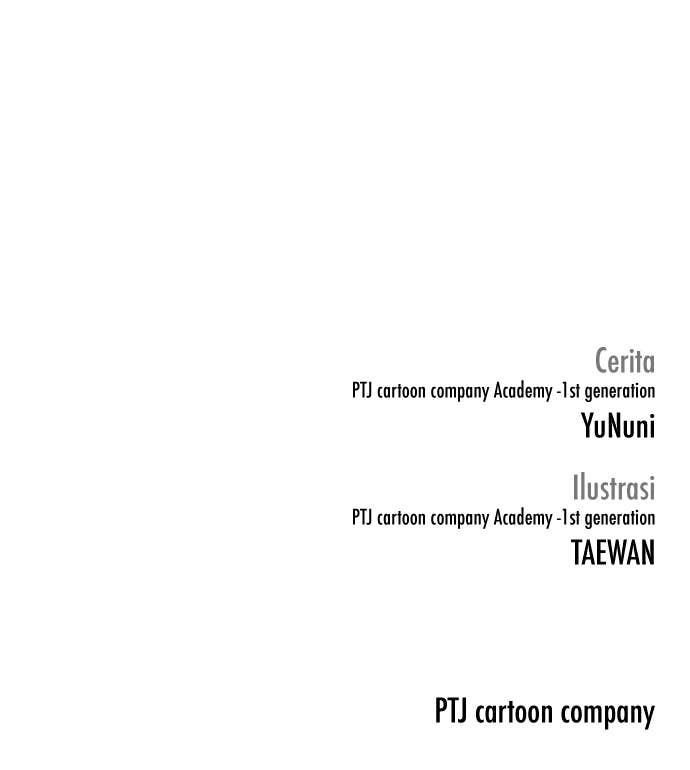 Cerita
PTJ cartoon company Academy -1st generation
YuNuni
Ilustrasi
PTJ cartoon company Academy -1st generation
TAEWAN
PTJ cartoon company